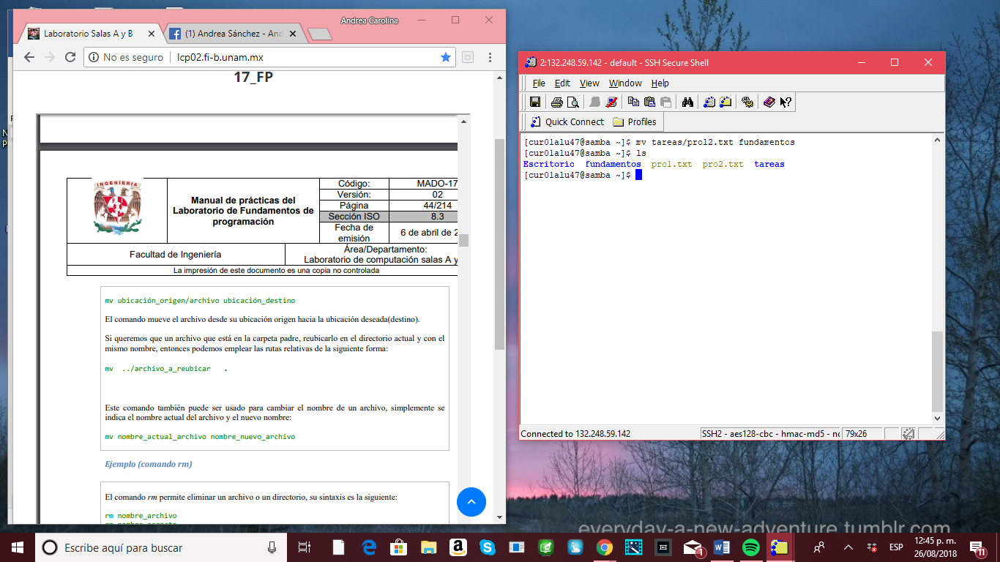 Andrea Carolina
Laboratorio Salas A y B
(1) Andrea Sánchez - And
No es seguro
lcp02.fi-b.unam.mx
17_FP
INGENIERIA
Manual de prácticas del
Laboratorio de Fundamentos de
programación
Código:
MADO-17
Versión:
02
Página
44/214
Sección ISO
8.3
Fecha de
emisión
6 de abril de 2
Facultad de Ingeniería
Área/Departamento:
Laboratorio de computación salas A y
La impresión de este documento es una copia no controlada
mv ubicación_origen/archivo ubicación_destino
El comando mueve el archivo desde su ubicación origen hacia la ubicación deseada(destino).
Si queremos que un archivo que está en la carpeta padre, reubicarlo en el directorio actual y con el
mismo nombre, entonces podemos emplear las rutas relativas de la siguiente forma:
mv ../archivo_a_reubicar .
Este comando también puede ser usado para cambiar el nombre de un archivo, simplemente se
indica el nombre actual del archivo y el nuevo nombre:
mv nombre_actual_archivo nombre_nuevo_archivo
Ejemplo (comando rm)
El comando rm permite eliminar un archivo o un directorio, su sintaxis es la siguiente:
rm nombre_archivo
2:132.248.59.142 - default - SSH Secure Shell
File Edit View Window Help
Quick Connect Profiles
[cur01alu47@samba ~]$ mv tareas/prol2.txt fundamentos
[cur01alu47@samba ~]$ ls
Escritorio fundamentos pro1.txt pro2.txt tareas
[cur01alu47@samba ~]$
Connected to 132.248.59.142
SSH2 - aes128-cbc - hmac-md5 - nc
79x26
everyday-a-new-adventure.tumblr.com
Escribe aquí para buscar
1
ESP
12:45 p. m.
26/08/2018
11